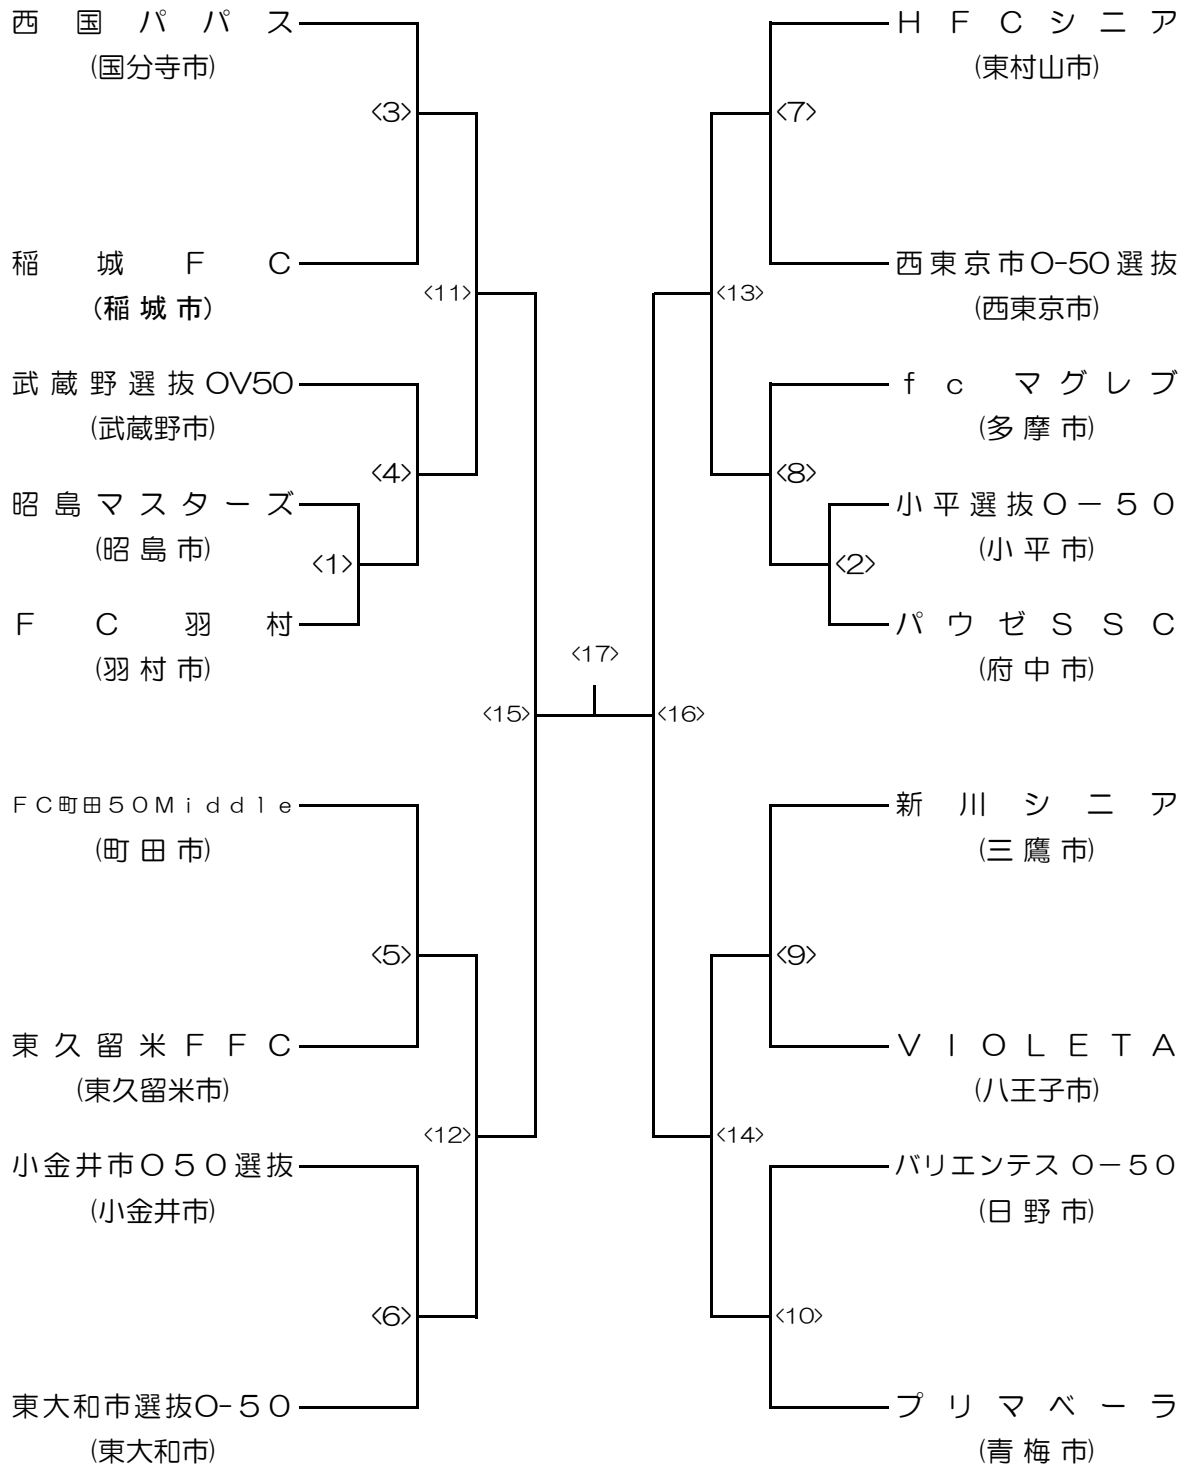 西国パパス
(国分寺市)
<3>
稲城ＦＣ
(稲城市)
<11>
武蔵野選抜OV50
(武蔵野市)
<4>
昭島マスターズ
(昭島市)
<1>
ＦＣ羽村
(羽村市)
<15>
ＦＣ町田５０Ｍｉｄｄｌｅ
(町田市)
<5>
東久留米ＦＦＣ
(東久留米市)
<12>
小金井市Ｏ５０選抜
(小金井市)
<6>
東大和市選抜O-５０
(東大和市)
<17>
ＨＦＣシニア
(東村山市)
<7>
西東京市O-50選抜
(西東京市)
<13>
ｆｃマグレブ
(多摩市)
<8>
小平選抜Ｏ－５０
(小平市)
<2>
パウゼＳＳＣ
(府中市)
<16>
新川シニア
(三鷹市)
<9>
ＶＩＯＬＥＴＡ
(八王子市)
<14>
バリエンテス Ｏ－５０
(日野市)
<10>
プリマベーラ
(青梅市)